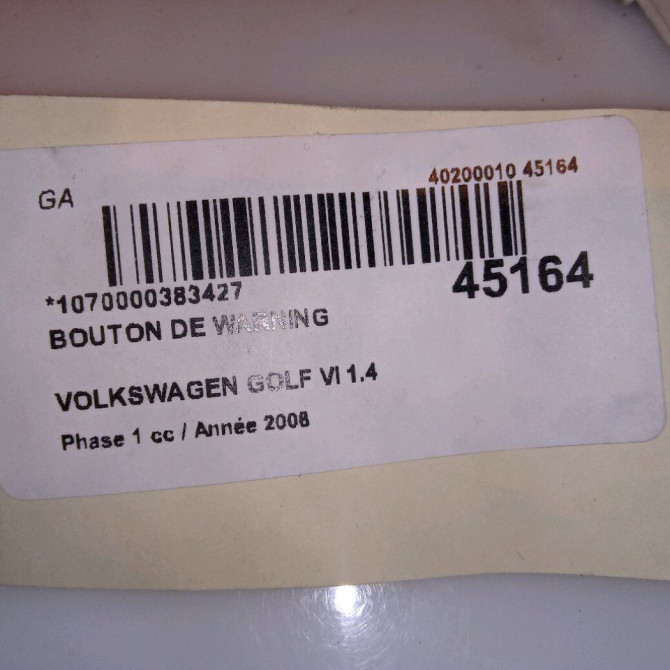 GA
40200010 45164
*1070000383427
45164
BOUTON DE WARNING
VOLKSWAGEN GOLF VI 1.4
Phase 1 cc / Année 2008